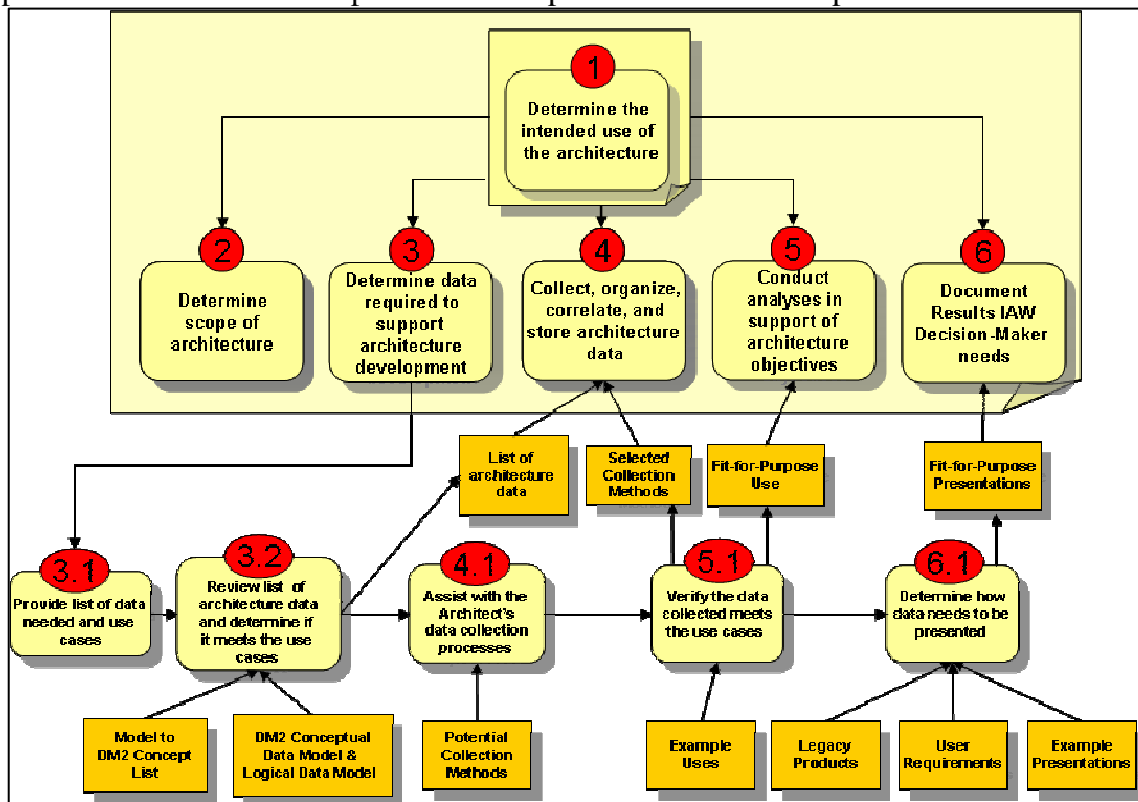 1
Determine the
intended use of
the architecture
2
Determine
scope of
architecture
3
Determine data
required to
support
architecture
development
4
Collect, organize,
correlate, and
store architecture
data
5
Conduct
analyses in
support of
architecture
objectives
6
Document
Results IAW
Decision-Maker
needs
List of
architecture
data
Selected
Collection
Methods
Fit-for-Purpose
Use
Fit-for-Purpose
Presentations
3.1
Provide list of data
needed and use
cases
3.2
Review list of
architecture data
and determine if
it meets the use
cases
4.1
Assist with the
Architect's
data collection
processes
5.1
Verify the data
collected meets
the use cases
6.1
Determine how
data needs to be
presented
Model to
DM2 Concept
List
DM2 Conceptual
Data Model &
Logical Data Model
Potential
Collection
Methods
Example
Uses
Legacy
Products
User
Requirements
Example
Presentations